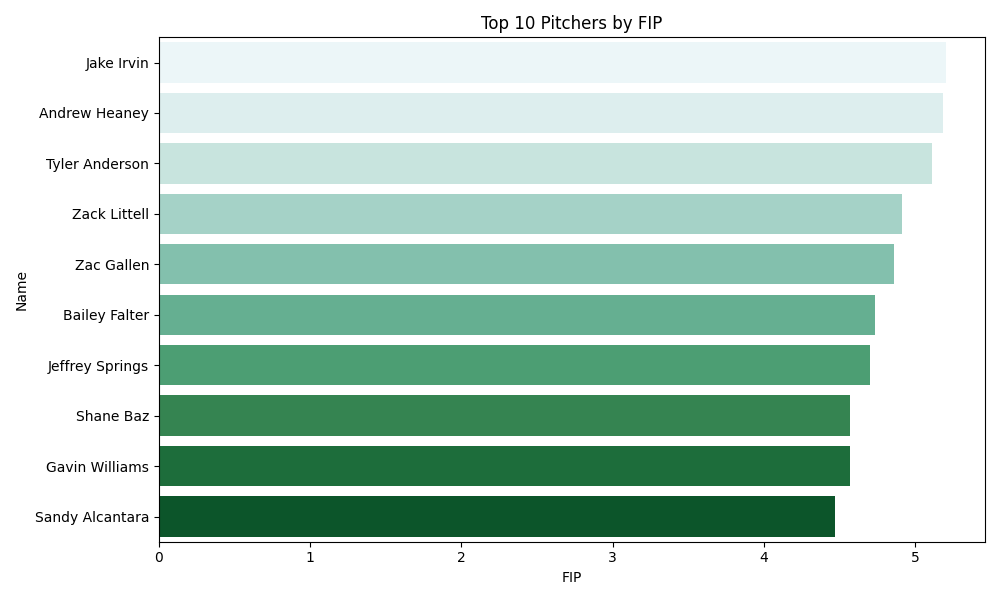 Top 10 Pitchers by FIP
Jake Irvin
Andrew Heaney
Tyler Anderson
Zack Littell
Zac Gallen
Bailey Falter
Jeffrey Springs
Shane Baz
Gavin Williams
Sandy Alcantara
Name
0 1 2 3 4 5
FIP